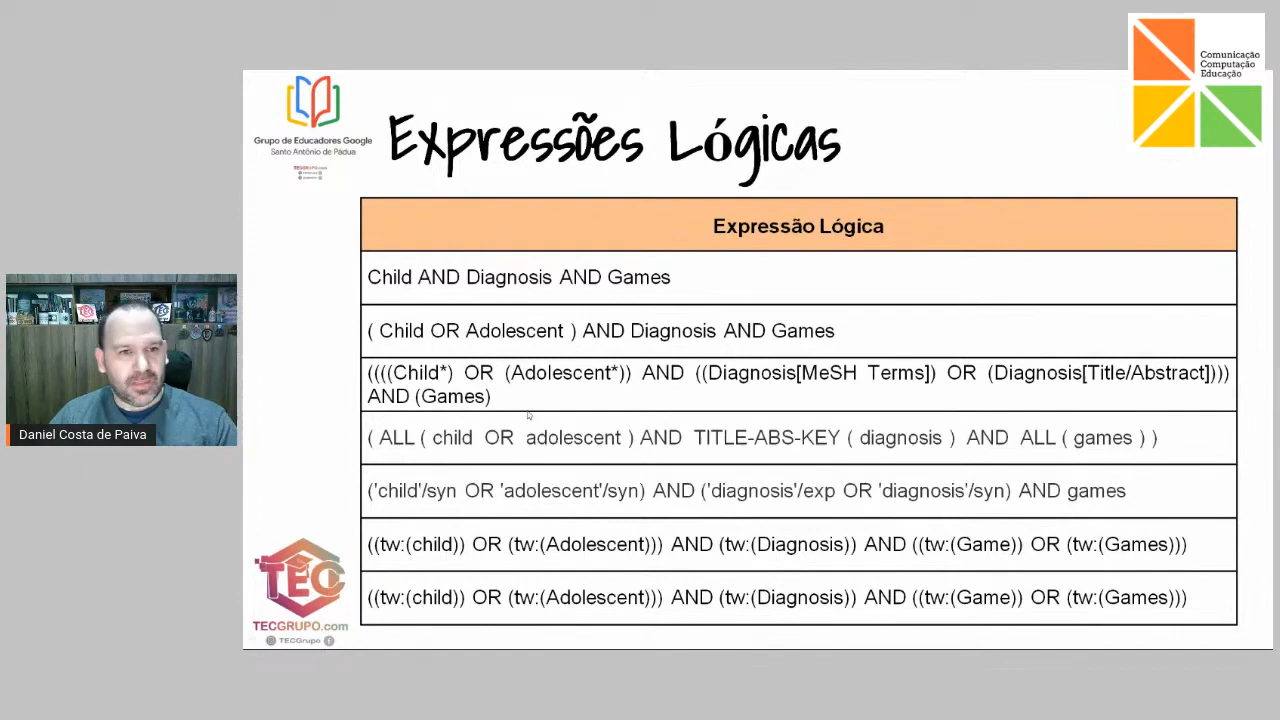 Comunicação
Computação
Educação
Grupo de Educadores Google
Santo Antônio de Pádua
TECGRUPO.com
Expressões Lógicas
Expressão Lógica
Child AND Diagnosis AND Games
( Child OR Adolescent ) AND Diagnosis AND Games
((((Child*) OR (Adolescent*)) AND ((Diagnosis[MeSH Terms]) OR (Diagnosis[Title/Abstract])))
AND (Games)
( ALL ( child OR adolescent ) AND TITLE-ABS-KEY ( diagnosis ) AND ALL ( games ) )
('child'/syn OR 'adolescent'/syn) AND ('diagnosis'/exp OR 'diagnosis'/syn) AND games
((tw:(child)) OR (tw:(Adolescent))) AND (tw:(Diagnosis)) AND ((tw:(Game)) OR (tw:(Games)))
((tw:(child)) OR (tw:(Adolescent))) AND (tw:(Diagnosis)) AND ((tw:(Game)) OR (tw:(Games)))
Daniel Costa de Paiva
TEC
TECGRUPO.com
TECGrupo